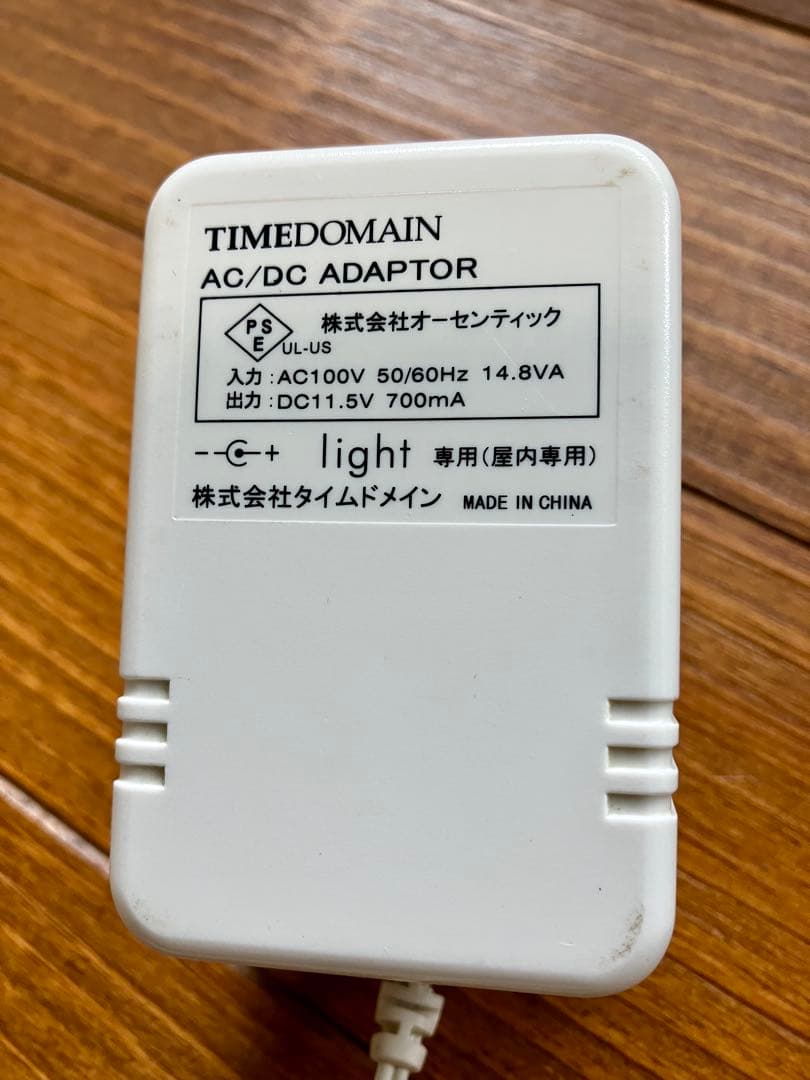 TIMEDOMAIN
AC/DC ADAPTOR
PS
E
UL-US
株式会社オーセンティック
入力:AC100V 50/60Hz 14.8VA
出力:DC11.5V 700mA
light 専用(屋内専用)
株式会社タイムドメイン MADE IN CHINA